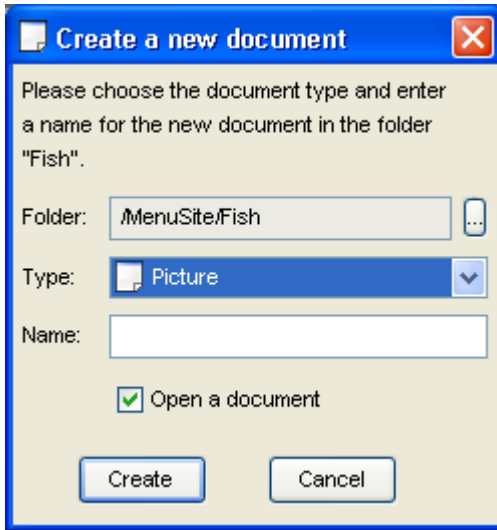 Create a new document
Please choose the document type and enter
a name for the new document in the folder
"Fish".
Folder: /MenuSite/Fish ...
Type: Picture
Name:
Open a document
Create Cancel